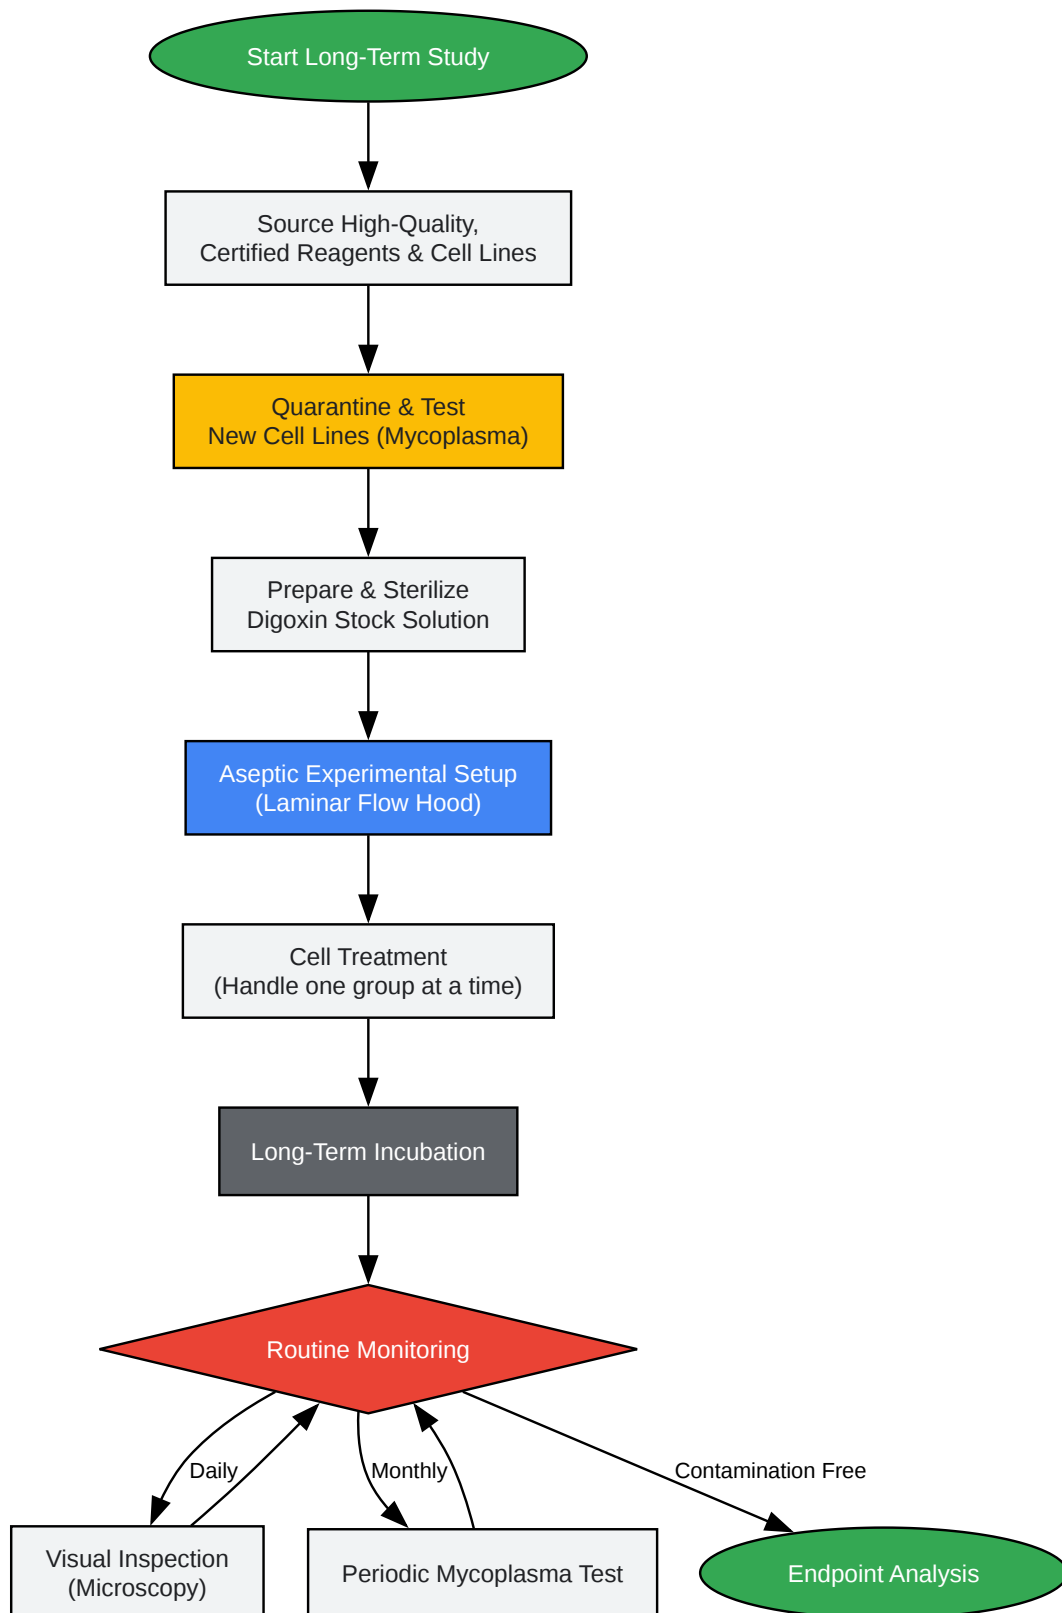 Start Long-Term Study
Source High-Quality,
Certified Reagents & Cell Lines
Quarantine & Test
New Cell Lines (Mycoplasma)
Prepare & Sterilize
Digoxin Stock Solution
Aseptic Experimental Setup
(Laminar Flow Hood)
Cell Treatment
(Handle one group at a time)
Long-Term Incubation
Routine Monitoring
Daily
Monthly
Contamination Free
Visual Inspection
(Microscopy)
Periodic Mycoplasma Test
Endpoint Analysis